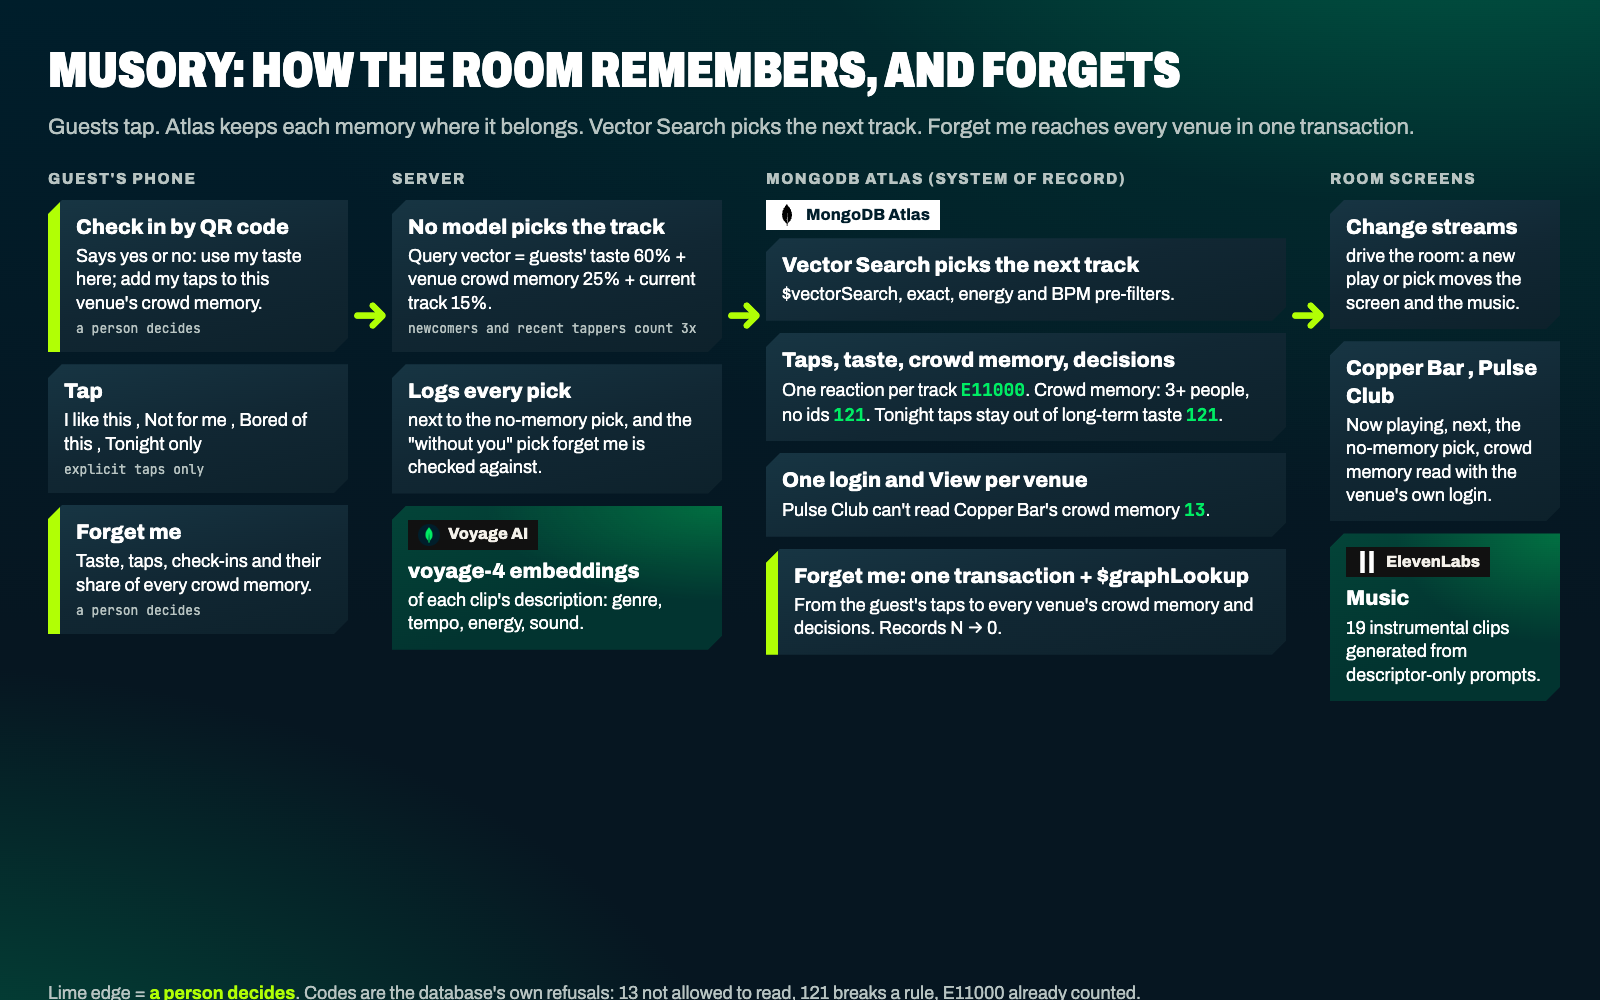 MUSORY: HOW THE ROOM REMEMBERS, AND FORGETS
Guests tap. Atlas keeps each memory where it belongs. Vector Search picks the next track. Forget me reaches every venue in one transaction.
GUEST'S PHONE
Check in by QR code
Says yes or no: use my taste
here; add my taps to this
venue's crowd memory.
a person decides
Tap
I like this , Not for me , Bored of
this , Tonight only
explicit taps only
Forget me
Taste, taps, check-ins and their
share of every crowd memory.
a person decides
SERVER
No model picks the track
Query vector = guests' taste 60% +
venue crowd memory 25% + current
track 15%.
newcomers and recent tappers count 3x
Logs every pick
next to the no-memory pick, and the
"without you" pick forget me is
checked against.
Voyage AI
voyage-4 embeddings
of each clip's description: genre,
tempo, energy, sound.
MONGODB ATLAS (SYSTEM OF RECORD)
MongoDB Atlas
Vector Search picks the next track
$vectorSearch, exact, energy and BPM pre-filters.
Taps, taste, crowd memory, decisions
One reaction per track E11000. Crowd memory: 3+ people,
no ids 121. Tonight taps stay out of long-term taste 121.
One login and View per venue
Pulse Club can't read Copper Bar's crowd memory 13.
Forget me: one transaction + $graphLookup
From the guest's taps to every venue's crowd memory and
decisions. Records N → 0.
ROOM SCREENS
Change streams
drive the room: a new
play or pick moves the
screen and the music.
Copper Bar , Pulse
Club
Now playing, next, the
no-memory pick, crowd
memory read with the
venue's own login.
ElevenLabs
Music
19 instrumental clips
generated from
descriptor-only prompts.
Lime edge = a person decides. Codes are the database's own refusals: 13 not allowed to read, 121 breaks a rule, E11000 already counted.